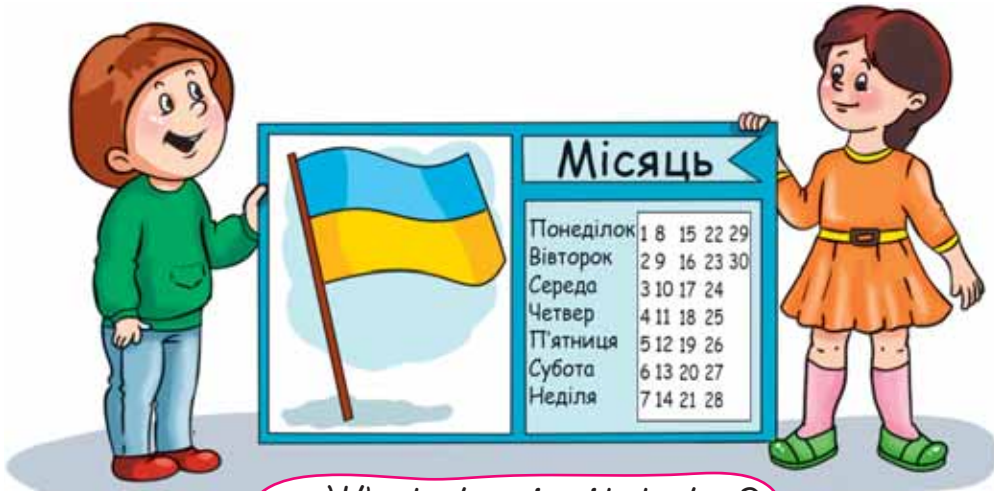 Місяць
Понеділок 1 8 15 22 29
Вівторок 2 9 16 23 30
Середа 3 10 17 24
Четвер 4 11 18 25
П'ятниця 5 12 19 26
Субота 6 13 20 27
Неділя 7 14 21 28